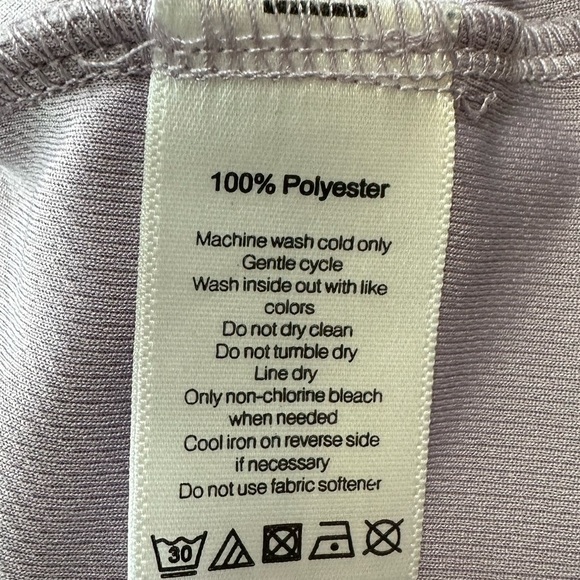 100% Polyester
Machine wash cold only
Gentle cycle
Wash inside out with like
colors
Do not dry clean
Do not tumble dry
Line dry
Only non-chlorine bleach
when needed
Cool iron on reverse side
if necessary
Do not use fabric softener
30